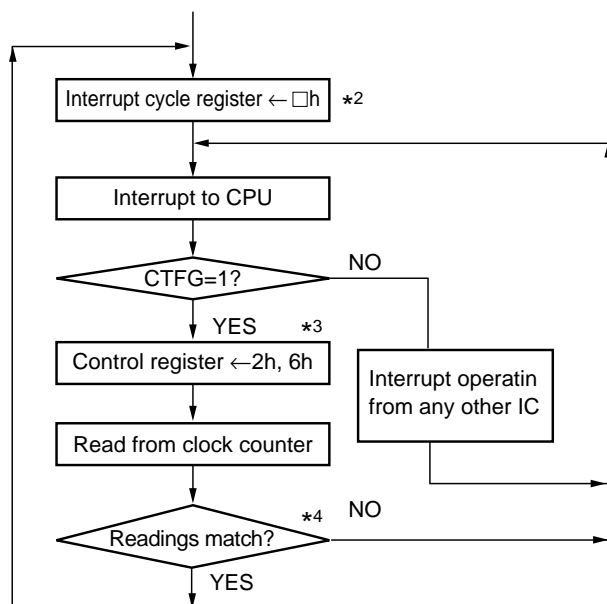 Interrupt cycle register ← □h *2
Interrupt to CPU
CTFG=1?
NO
YES *3
Control register ←2h, 6h
Interrupt operatin
from any other IC
Read from clock counter
*4 NO
Readings match?
YES